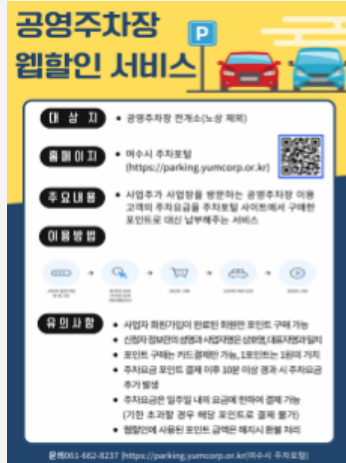 공영주차장
P
웹할인 서비스
대 상 지
• 공영주차장 전개소(노상 제외)
홈페이지
• 여수시 주차포털
(https://parking.yumcorp.or.kr)
주요내용
• 사업주가 사업장을 방문하는 공영주차장 이용
고객의 주차요금을 주차포털 사이트에서 구매한
포인트로 대신 납부해주는 서비스
이용방법
유의사항
• 사업자 회원가입이 완료된 회원만 포인트 구매 가능
• 신청자 정보란의 성명과 사업자명은 상호명, 대표자명과 일치
• 포인트 구매는 카드결제만 가능, 1포인트는 1원의 가치
• 주차요금 포인트 결제 이후 10분 이상 경과 시 주차요금
추가 발생
• 주차요금은 일주일 내의 요금에 한하여 결제 가능
(기한 초과할 경우 해당 포인트로 결제 불가)
• 웹할인에 사용된 포인트 금액은 해지시 환불 처리
문의061-662-8237 |https://parking.yumcorp.or.kr(여수시 주차포털)